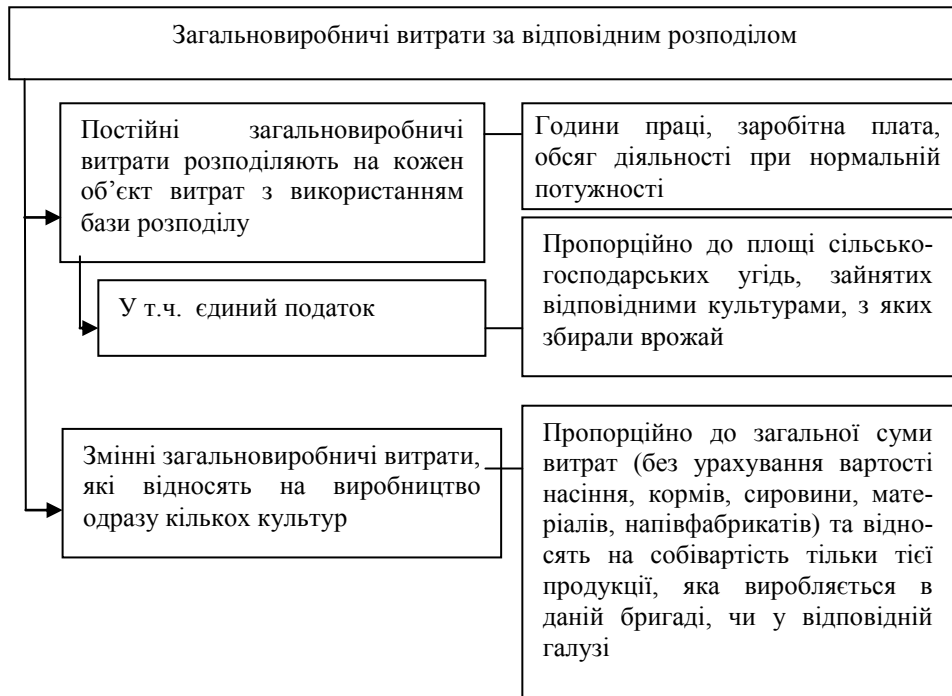 Загальновиробничі витрати за відповідним розподілом
Постійні загальновиробничі
витрати розподіляють на кожен
об’єкт витрат з використанням
бази розподілу
Години праці, заробітна плата,
обсяг діяльності при нормальній
потужності
У т.ч. єдиний податок
Пропорційно до площі сільсько-
господарських угідь, зайнятих
відповідними культурами, з яких
збирали врожай
Змінні загальновиробничі витрати,
які відносять на виробництво
одразу кількох культур
Пропорційно до загальної суми
витрат (без урахування вартості
насіння, кормів, сировини, мате-
ріалів, напівфабрикатів) та відно-
сять на собівартість тільки тієї
продукції, яка виробляється в
даній бригаді, чи у відповідній
галузі